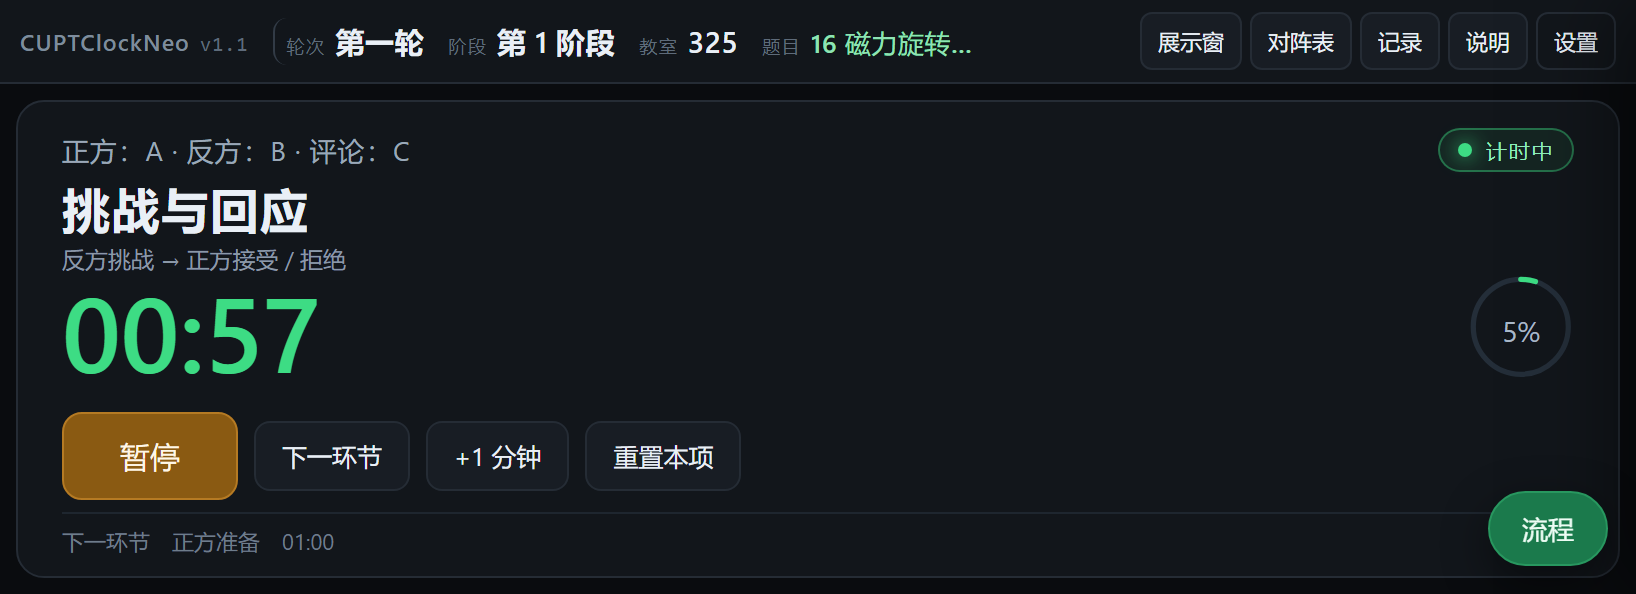 CUPTClockNeo v1.1 轮次 第一轮 阶段 第 1 阶段 教室 325 题目 16 磁力旋转... 展示窗 对阵表 记录 说明 设置
正方：A · 反方：B · 评论：C
计时中
挑战与回应
反方挑战 → 正方接受 / 拒绝
00:57
5%
暂停 下一环节 +1 分钟 重置本项
流程
下一环节 正方准备 01:00